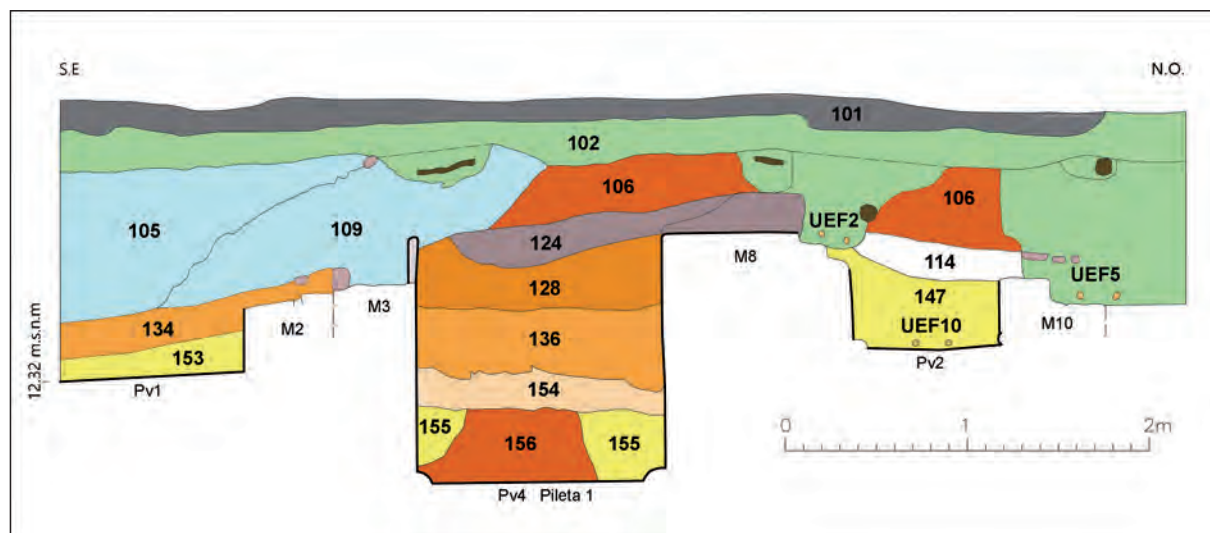 S.E.
N.O.
101
102
106
106
105
109
UEF2
124
114
M8
UEF5
128
147
M3
134
M2
136
UEF10
M10
153
12,32 m.s.n.m
Pv1
154
Pv2
155
156
155
0 1 2m
Pv4 Pileta 1